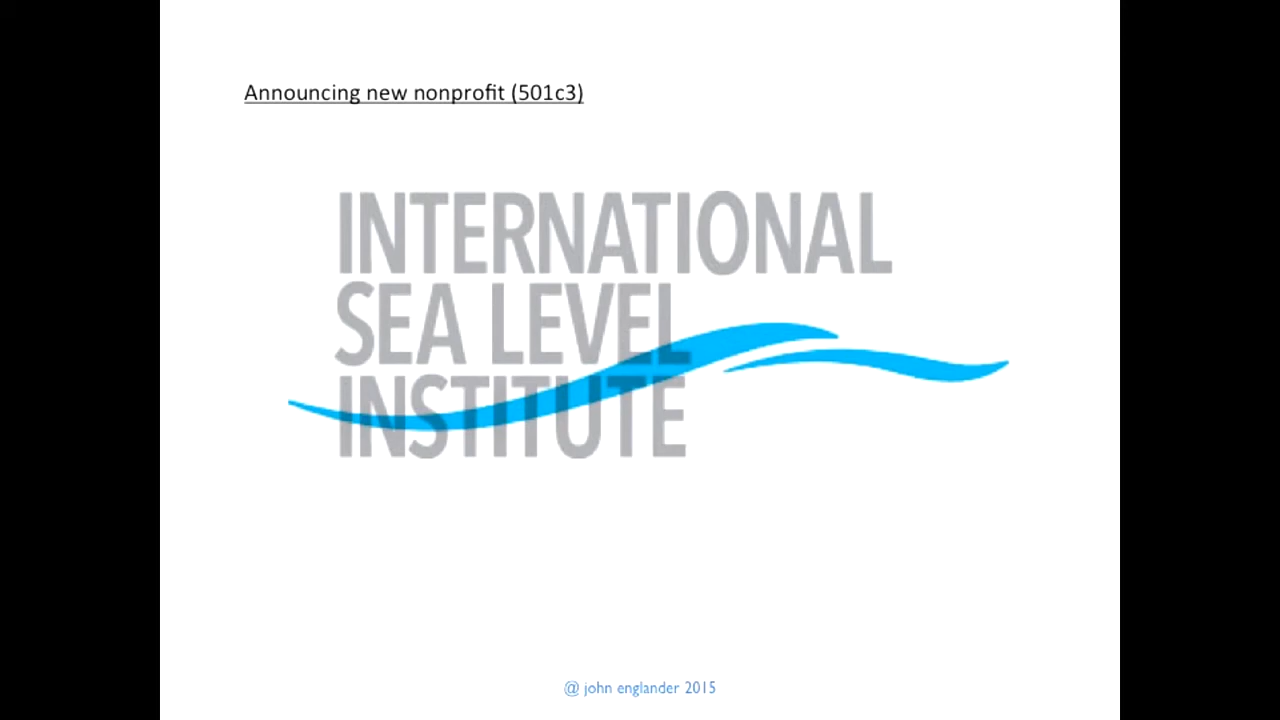 Announcing new nonprofit (501c3)
INTERNATIONAL
SEA LEVEL
INSTITUTE
@ john englander 2015